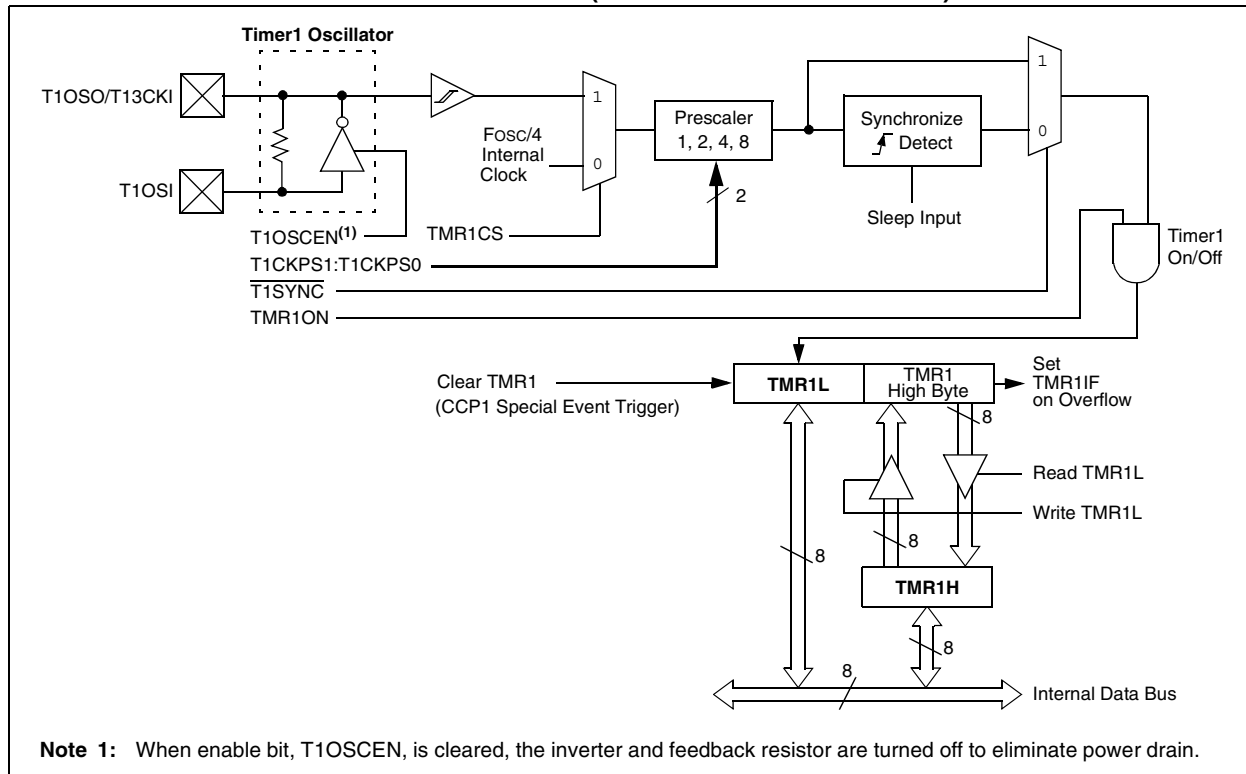 Timer1 Oscillator
T1OSO/T13CKI
1
FOSC/4
Internal
Clock
0
Prescaler
1, 2, 4, 8
Synchronize
Detect
1
0
T1OSI
2
Sleep Input
T1OSCEN(1)
TMR1CS
Timer1
On/Off
T1CKPS1:T1CKPS0
T1SYNC
TMR1ON
Clear TMR1
(CCP1 Special Event Trigger)
TMR1L
TMR1
High Byte
Set
TMR1IF
on Overflow
8
Read TMR1L
Write TMR1L
8
8
TMR1H
8
8
Internal Data Bus
Note 1: When enable bit, T1OSCEN, is cleared, the inverter and feedback resistor are turned off to eliminate power drain.